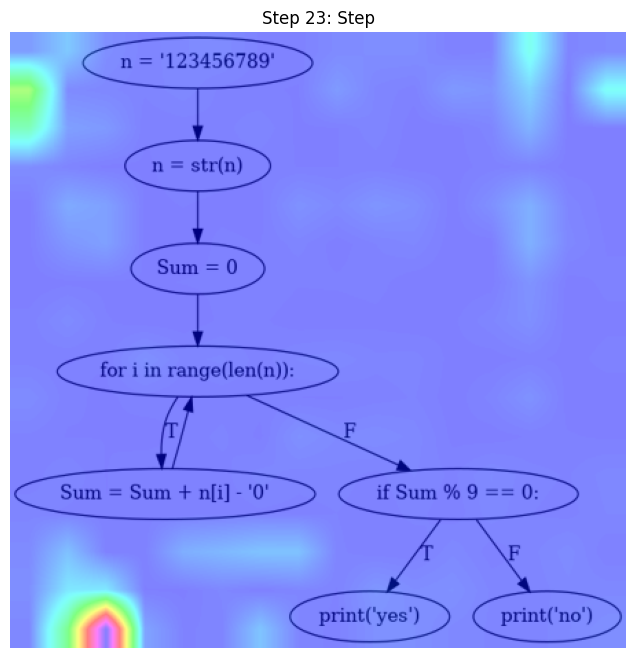 Step 23: Step
n = '123456789'
n = str(n)
Sum = 0
for i in range(len(n)):
T
F
Sum = Sum + n[i] - '0'
if Sum % 9 == 0:
T
F
print('yes')
print('no')